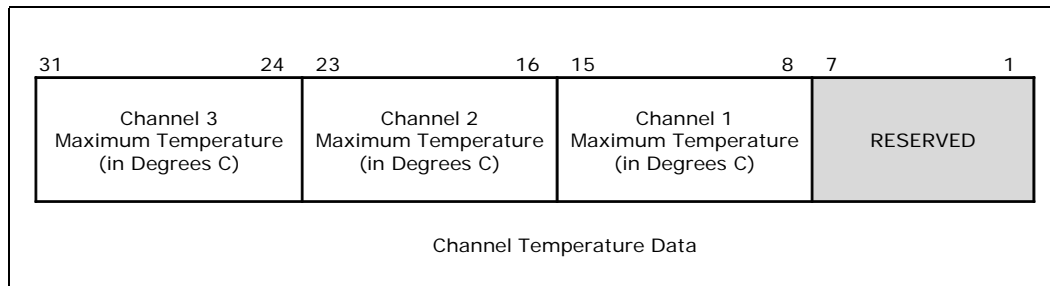 31 24 23 16 15 8 7 1
Channel 3 Channel 2 Channel 1
Maximum Temperature Maximum Temperature Maximum Temperature RESERVED
(in Degrees C) (in Degrees C) (in Degrees C)
Channel Temperature Data